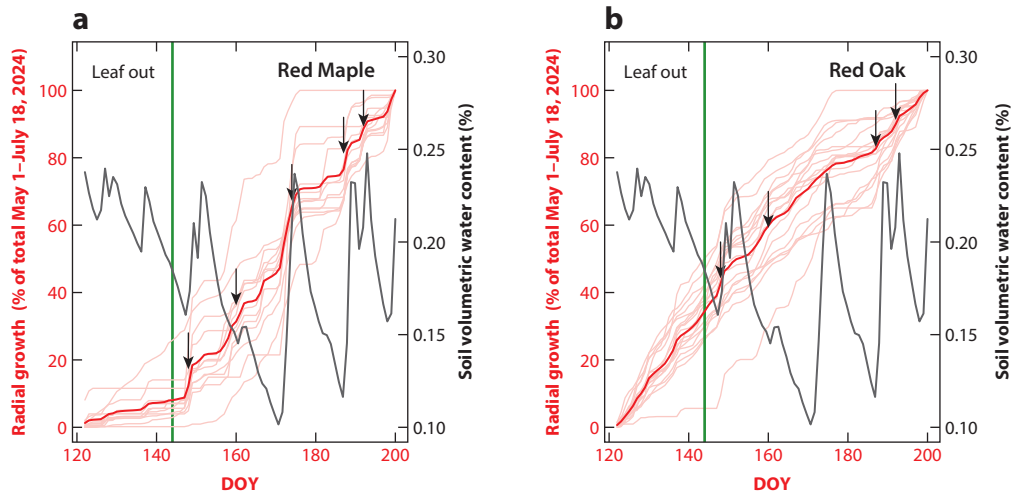 a
Radial growth (% of total May 1–July 18, 2024)
100
80
60
40
20
0
Leaf out
Red Maple
0.30
0.25
0.20
0.15
0.10
Soil volumetric water content (%)
120
140
160
180
200
DOY
b
Radial growth (% of total May 1–July 18, 2024)
100
80
60
40
20
0
Leaf out
Red Oak
0.30
0.25
0.20
0.15
0.10
Soil volumetric water content (%)
120
140
160
180
200
DOY